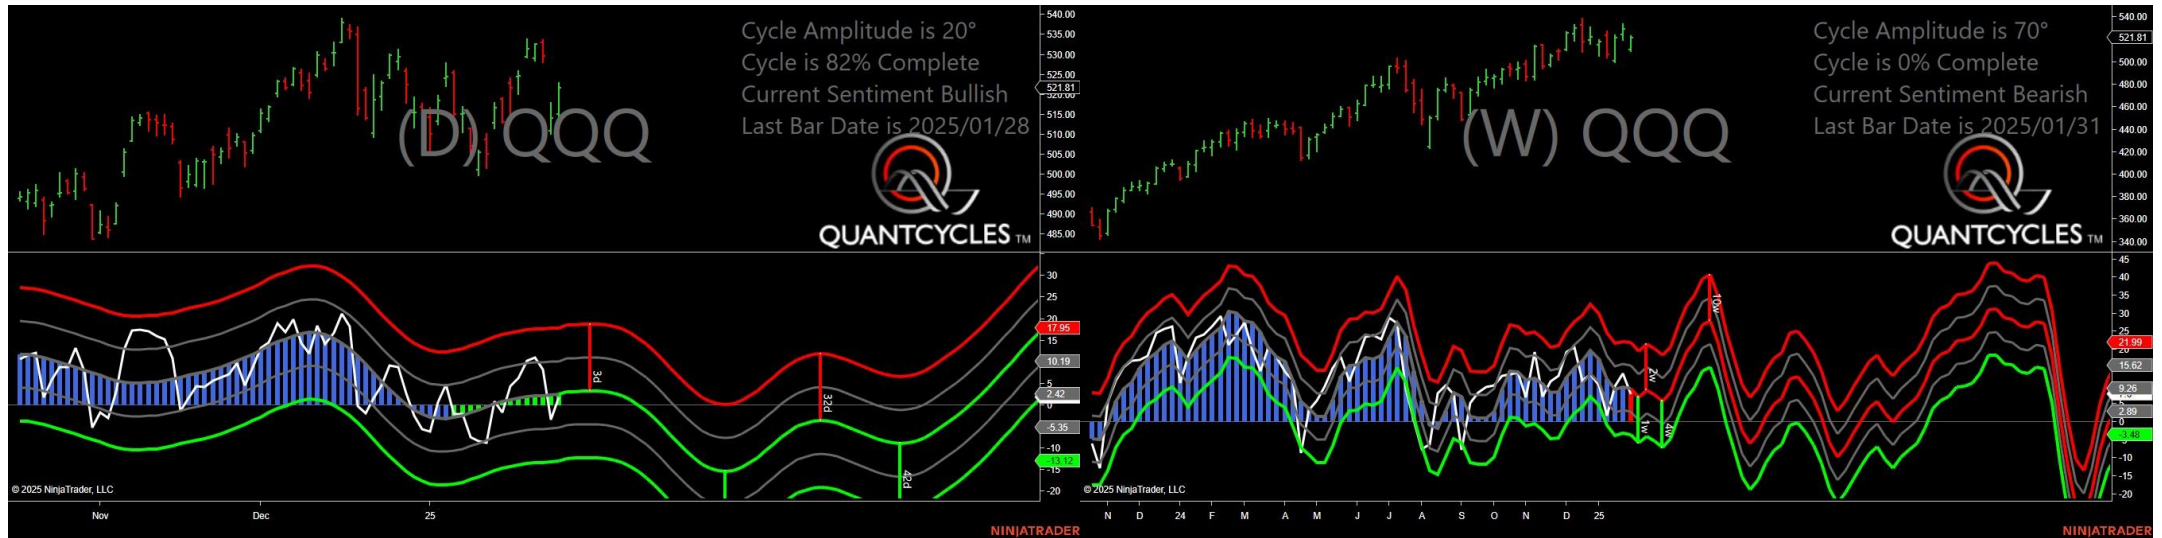 Cycle Amplitude is 20°
Cycle is 82% Complete
Current Sentiment Bullish
Last Bar Date is 2025/01/28
(D) QQQ
QUANTCYCLES TM
540.00
535.00
530.00
525.00
521.81
520.00
515.00
510.00
505.00
500.00
495.00
490.00
485.00
30
25
20
17.95
15
10.19
5
2.42
0
-5.35
-10
-13.12
-15
-20
3d
32d
42d
© 2025 NinjaTrader, LLC
Nov
Dec
25
NINJATRADER
Cycle Amplitude is 70°
Cycle is 0% Complete
Current Sentiment Bearish
Last Bar Date is 2025/01/31
(W) QQQ
QUANTCYCLES TM
540.00
521.81
500.00
480.00
460.00
440.00
420.00
400.00
380.00
360.00
340.00
45
40
35
30
25
21.99
20
15.62
9.26
2.89
0
-3.48
-10
-15
-20
2w
1w
4w
10w
© 2025 NinjaTrader, LLC
N D 24 F M A M J J A S O N D 25
NINJATRADER